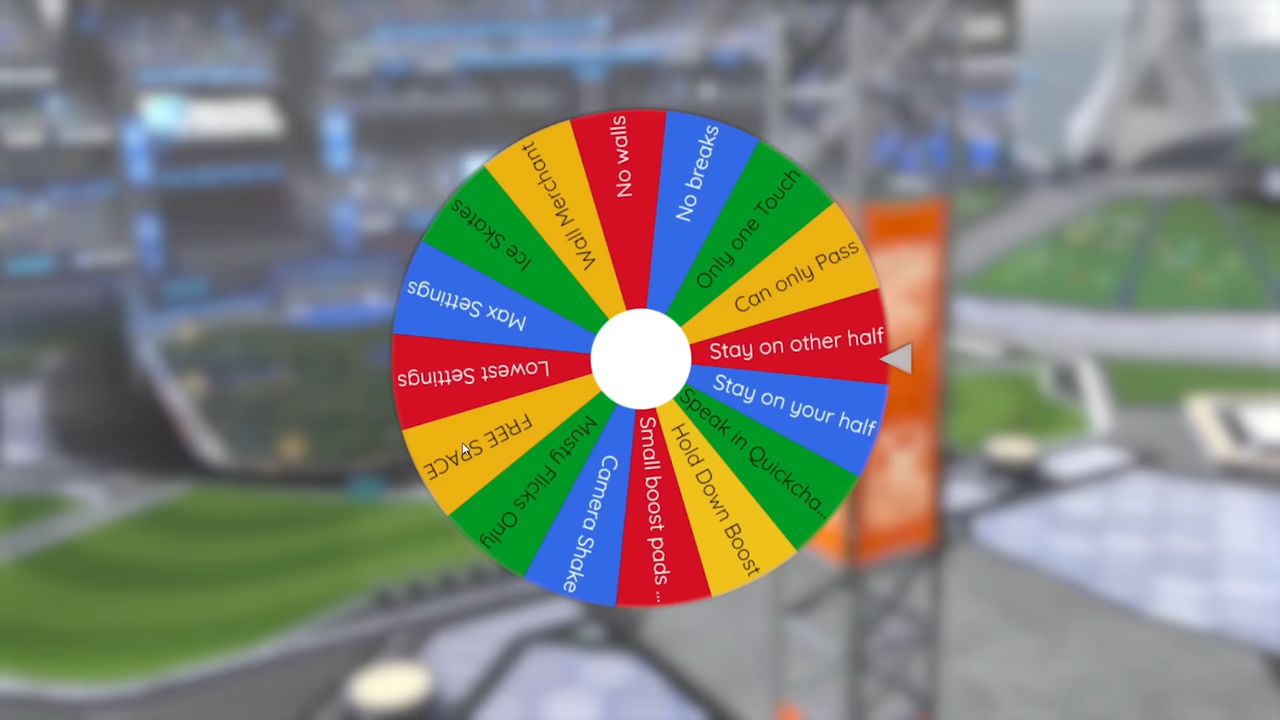 No walls
No breaks
Only one Touch
Can only Pass
Stay on other half
Stay on your half
Speak in Quickcha...
Hold Down Boost
Small boost pads ...
Camera Shake
Musty Flicks Only
FREE SPACE
Lowest Settings
Max Settings
Ice Skates
Wall Merchant